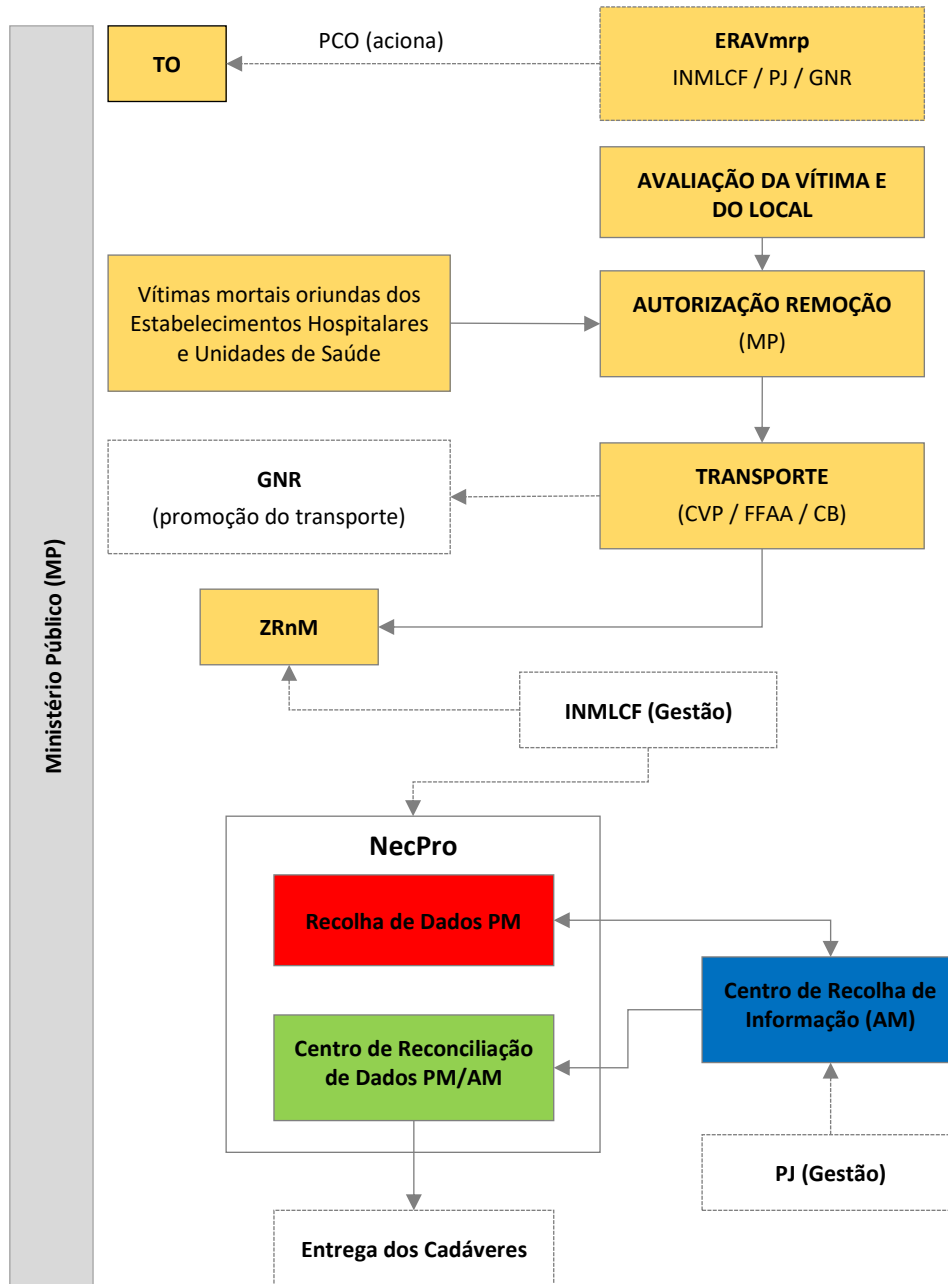 Ministério Público (MP)
TO
PCO (aciona)
ERAVmrp
INMLCF / PJ / GNR
AVALIAÇÃO DA VÍTIMA E
DO LOCAL
Vítimas mortais oriundas dos
Estabelecimentos Hospitalares
e Unidades de Saúde
AUTORIZAÇÃO REMOÇÃO
(MP)
GNR
(promoção do transporte)
TRANSPORTE
(CVP / FFAA / CB)
ZRnM
INMLCF (Gestão)
NecPro
Recolha de Dados PM
Centro de Recolha de
Informação (AM)
Centro de Reconciliação
de Dados PM/AM
PJ (Gestão)
Entrega dos Cadáveres